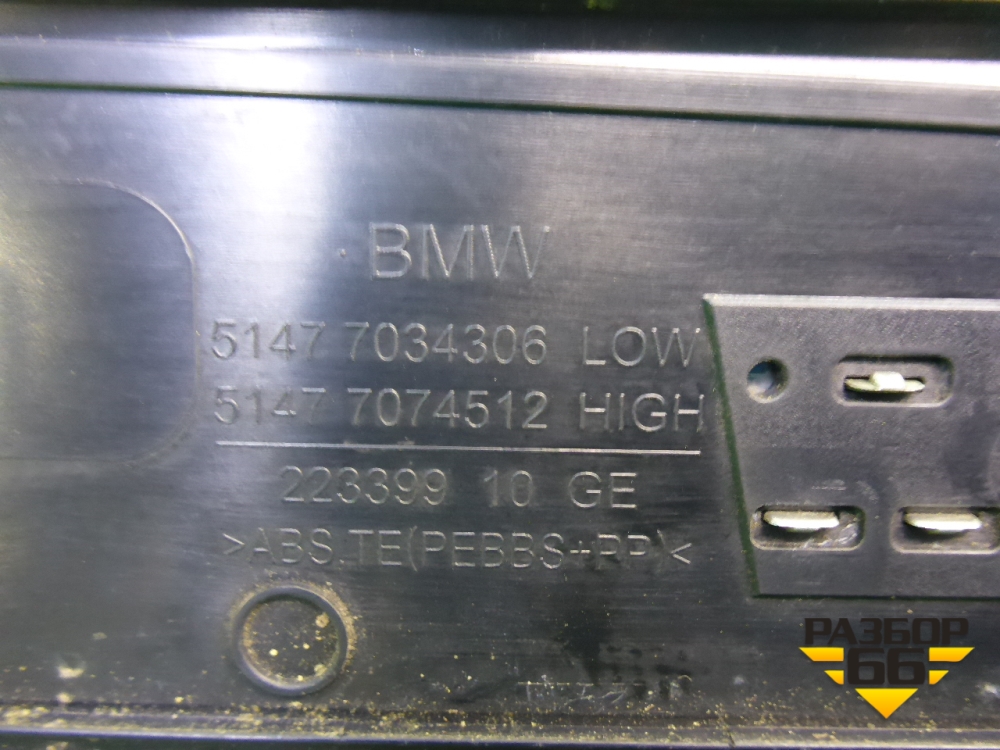 BMW
5147 7034306 LOW
5147 7074512 HIGH
223399 10 GE
>ABS,TE(PEBBS+PP)<
РАЗБОР
66